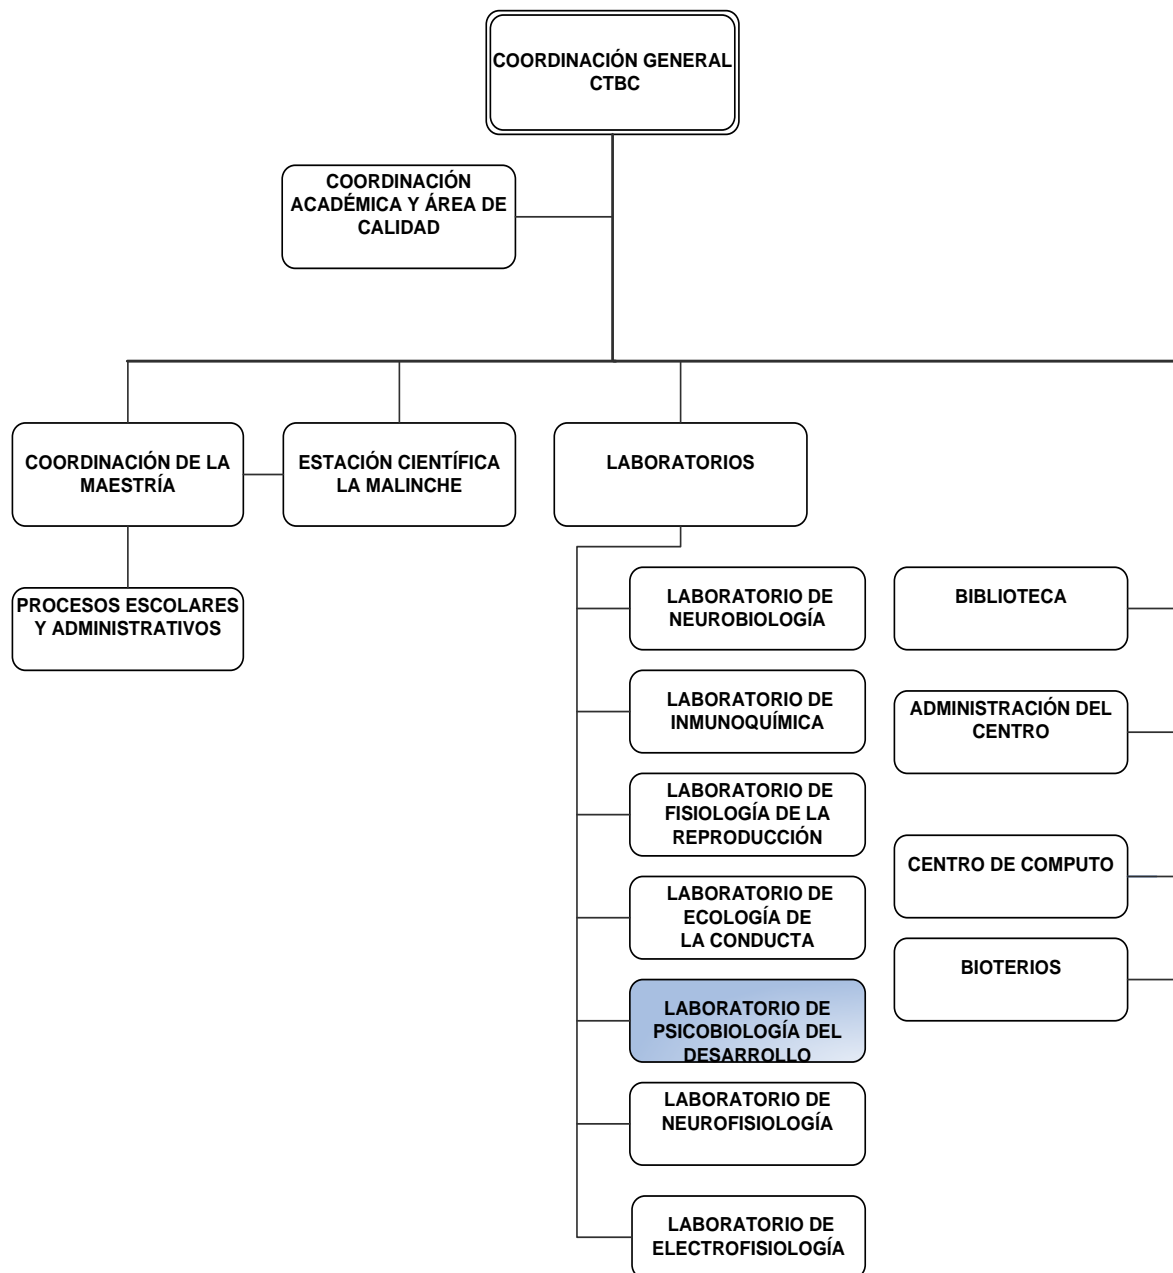 COORDINACIÓN GENERAL
CTBC
COORDINACIÓN
ACADÉMICA Y ÁREA DE
CALIDAD
COORDINACIÓN DE LA
MAESTRÍA
ESTACIÓN CIENTÍFICA
LA MALINCHE
LABORATORIOS
PROCESOS ESCOLARES
Y ADMINISTRATIVOS
LABORATORIO DE
NEUROBIOLOGÍA
LABORATORIO DE
INMUNOQUÍMICA
LABORATORIO DE
FISIOLOGÍA DE LA
REPRODUCCIÓN
LABORATORIO DE
ECOLOGÍA DE
LA CONDUCTA
LABORATORIO DE
PSICOBIOLOGÍA DEL
DESARROLLO
LABORATORIO DE
NEUROFISIOLOGÍA
LABORATORIO DE
ELECTROFISIOLOGÍA
BIBLIOTECA
ADMINISTRACIÓN DEL
CENTRO
CENTRO DE COMPUTO
BIOTERIOS